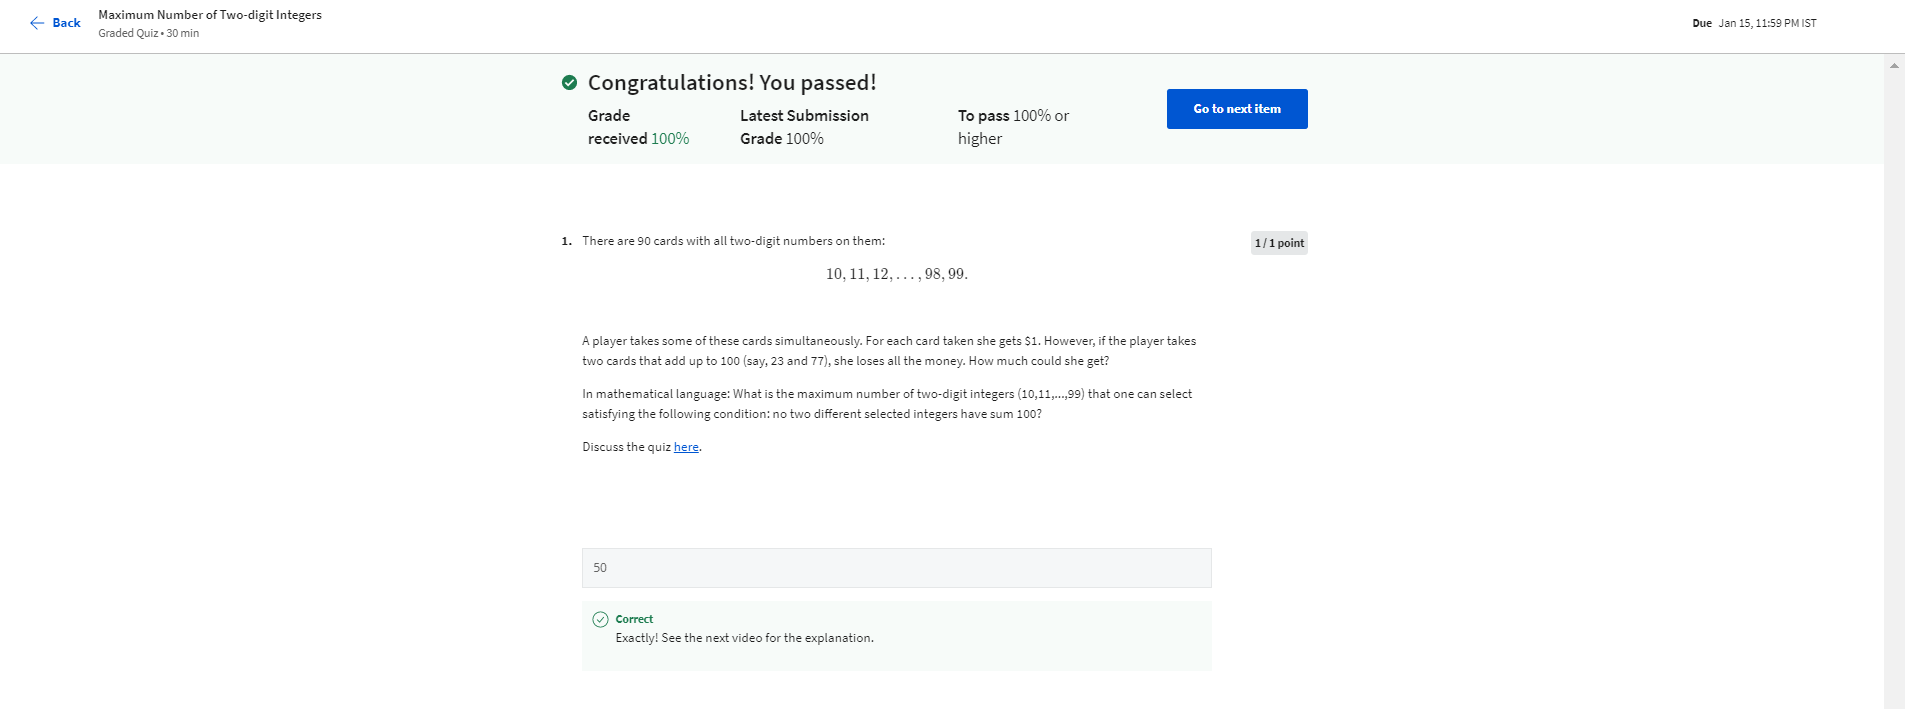 Back
Maximum Number of Two-digit Integers
Graded Quiz • 30 min
Due Jan 15, 11:59 PM IST
Congratulations! You passed!
Grade
received 100%
Latest Submission
Grade 100%
To pass 100% or
higher
Go to next item
1. There are 90 cards with all two-digit numbers on them:
1 / 1 point
10, 11, 12, . . . , 98, 99.
A player takes some of these cards simultaneously. For each card taken she gets $1. However, if the player takes
two cards that add up to 100 (say, 23 and 77), she loses all the money. How much could she get?
In mathematical language: What is the maximum number of two-digit integers (10,11,...,99) that one can select
satisfying the following condition: no two different selected integers have sum 100?
Discuss the quiz here.
50
Correct
Exactly! See the next video for the explanation.